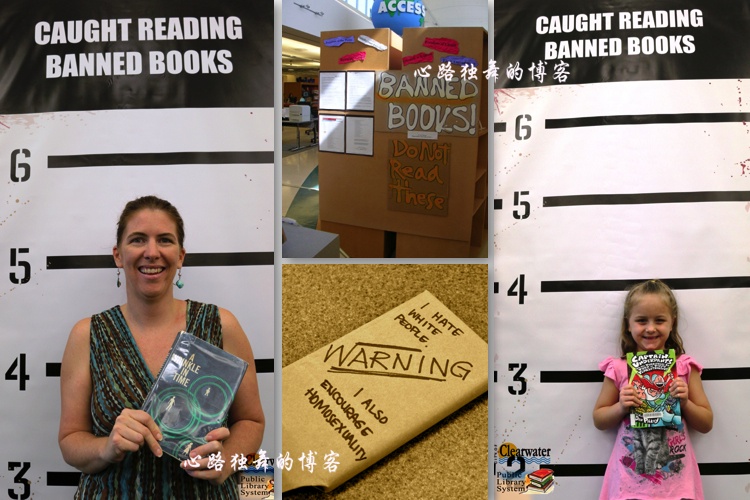 CAUGHT READING
BANNED BOOKS
6
5
4
3
A
WRINKLE
IN TIME
Public
Library
System
ACCESS
BANNED
BOOKS!
Do Not
Read
These
心路独舞的博客
I HATE
WHITE
PEOPLE.
WARNING
I ALSO
ENCOURAGE
HOMOSEXUALITY
心路独舞的博客
CAUGHT READING
BANNED BOOKS
6
5
4
3
2
CAPTAIN
UNDERPANTS
Clearwater
Public
Library System